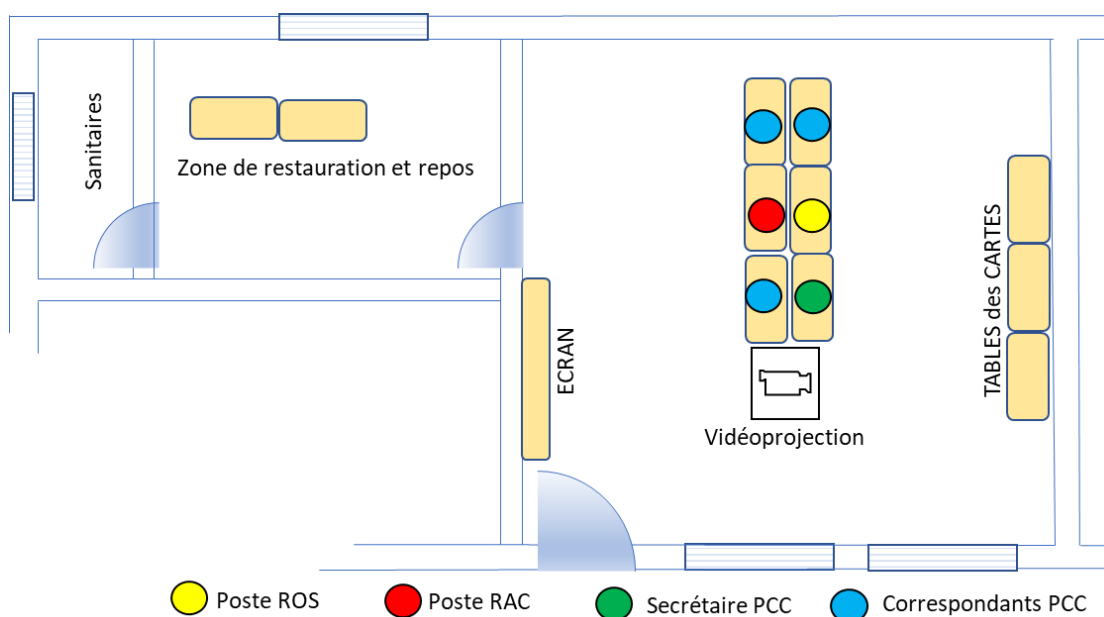 Sanitaires
Zone de restauration et repos
ECRAN
Vidéoprojection
TABLES des CARTES
Poste ROS
Poste RAC
Secrétaire PCC
Correspondants PCC